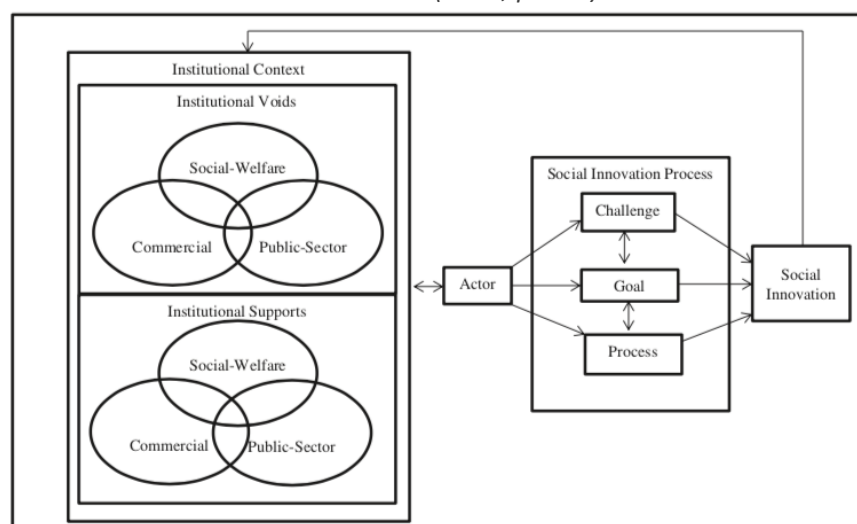 Institutional Context
Institutional Voids
Social-Welfare
Commercial
Public-Sector
Institutional Supports
Social-Welfare
Commercial
Public-Sector
Actor
Social Innovation Process
Challenge
Goal
Process
Social
Innovation